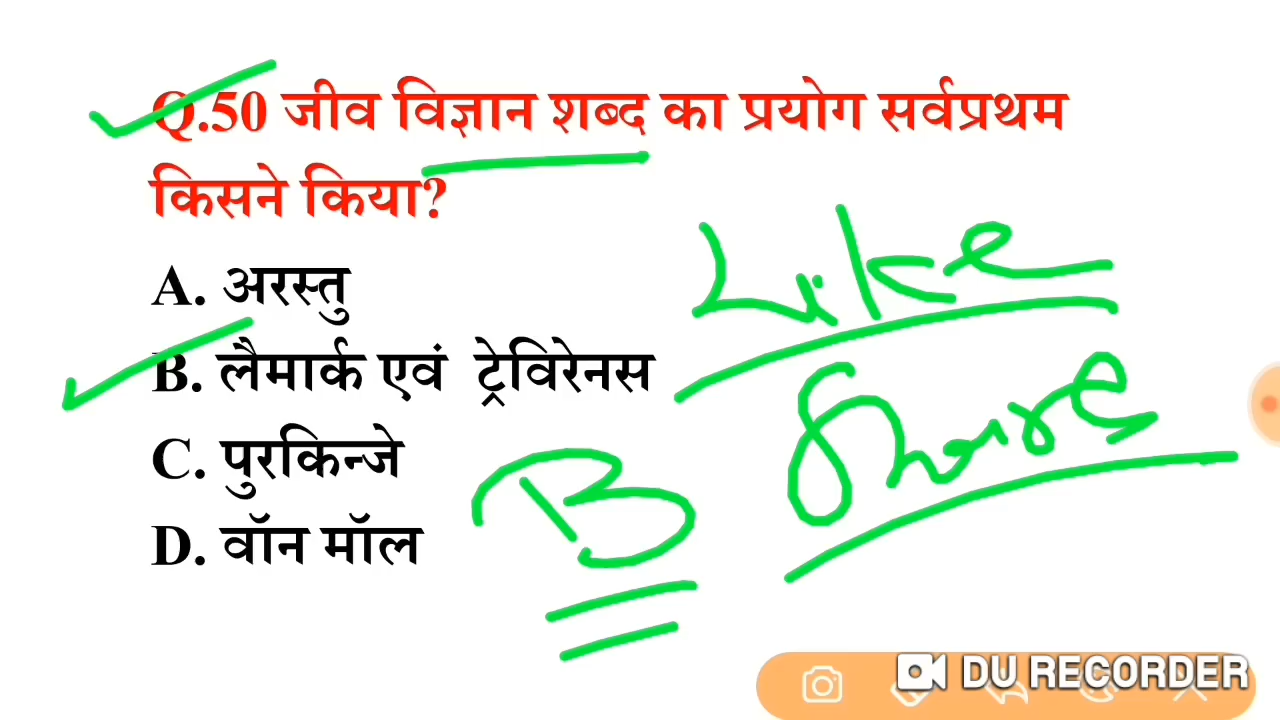 Q.50 जीव विज्ञान शब्द का प्रयोग सर्वप्रथम
किसने किया?
A. अरस्तु
B. लैमार्क एवं ट्रेविरेनस
C. पुरकिन्जे
D. वॉन मॉल
Like
Share
B
DU RECORDER